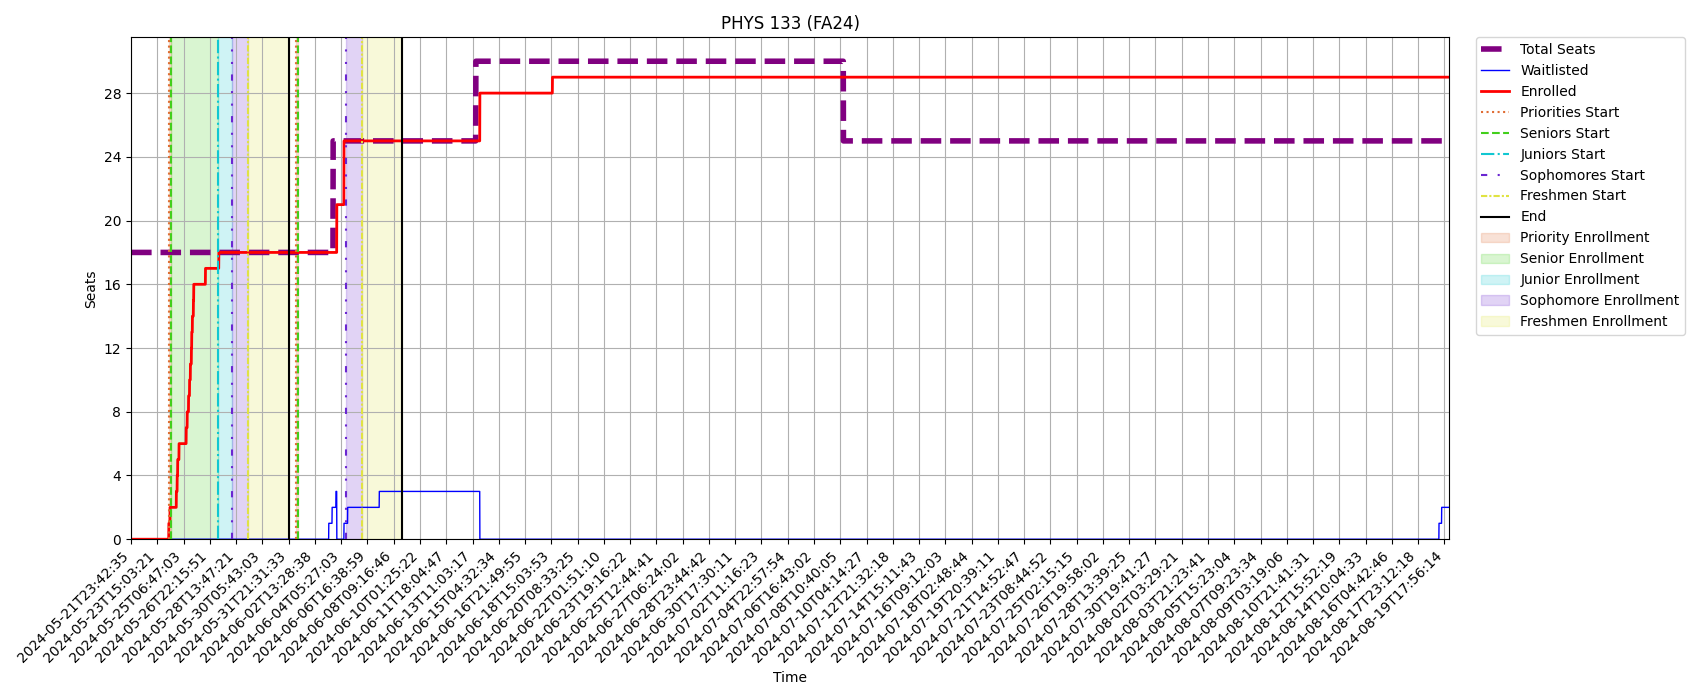 PHYS 133 (FA24)
Total Seats
Waitlisted
Enrolled
Priorities Start
Seniors Start
Juniors Start
Sophomores Start
Freshmen Start
End
Priority Enrollment
Senior Enrollment
Junior Enrollment
Sophomore Enrollment
Freshmen Enrollment
Seats
28
24
20
16
12
8
4
0
2024-05-21T23:42:35
2024-05-23T15:03:21
2024-05-25T06:47:03
2024-05-26T22:15:51
2024-05-28T13:47:21
2024-05-30T05:43:03
2024-05-31T21:31:33
2024-06-02T13:28:38
2024-06-04T05:27:03
2024-06-06T16:38:59
2024-06-08T09:16:46
2024-06-10T01:25:22
2024-06-11T18:04:47
2024-06-13T11:03:17
2024-06-15T04:32:34
2024-06-16T21:49:55
2024-06-18T15:03:53
2024-06-20T08:33:25
2024-06-22T01:51:10
2024-06-23T19:16:22
2024-06-25T12:44:41
2024-06-27T06:24:02
2024-06-28T23:44:42
2024-06-30T17:30:11
2024-07-02T11:16:23
2024-07-04T22:57:54
2024-07-06T16:43:02
2024-07-08T10:40:05
2024-07-10T04:14:27
2024-07-12T21:32:18
2024-07-14T15:11:43
2024-07-16T09:12:03
2024-07-18T02:48:44
2024-07-19T20:39:11
2024-07-21T14:52:47
2024-07-23T08:44:52
2024-07-25T02:15:15
2024-07-26T19:58:02
2024-07-28T13:39:25
2024-07-30T19:41:27
2024-08-02T03:29:21
2024-08-03T21:23:41
2024-08-05T15:23:04
2024-08-07T09:23:34
2024-08-09T03:19:06
2024-08-10T21:41:31
2024-08-12T15:52:19
2024-08-14T10:04:33
2024-08-16T04:42:46
2024-08-17T23:12:18
2024-08-19T17:56:14
Time